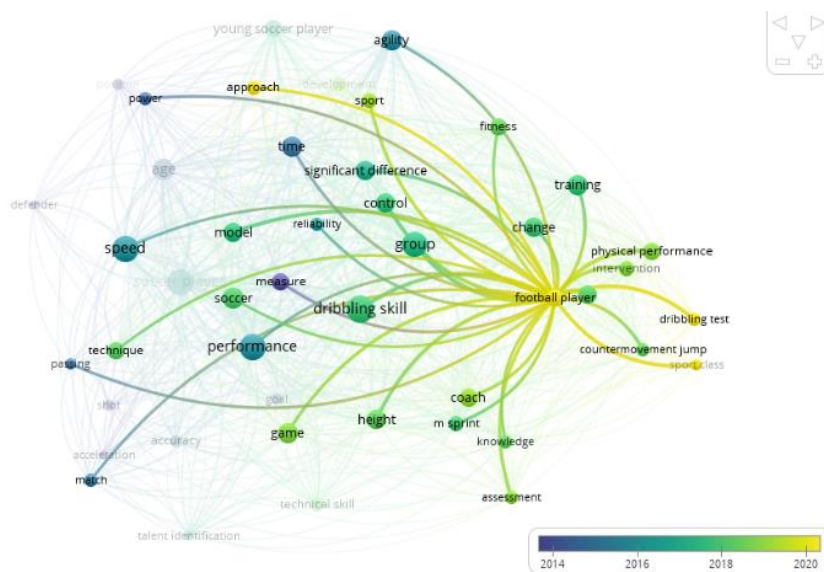 young soccer player
agility
approach
development
power
sport
fitness
time
age
significant difference
training
defender
control
speed
model
reliability
group
change
physical performance
intervention
measure
soccer
football player
dribbling skill
dribbling test
technique
performance
countermovement jump
passing
sport class
shot
goal
coach
height
m sprint
game
accuracy
knowledge
acceleration
match
assessment
technical skill
talent identification
2014
2016
2018
2020